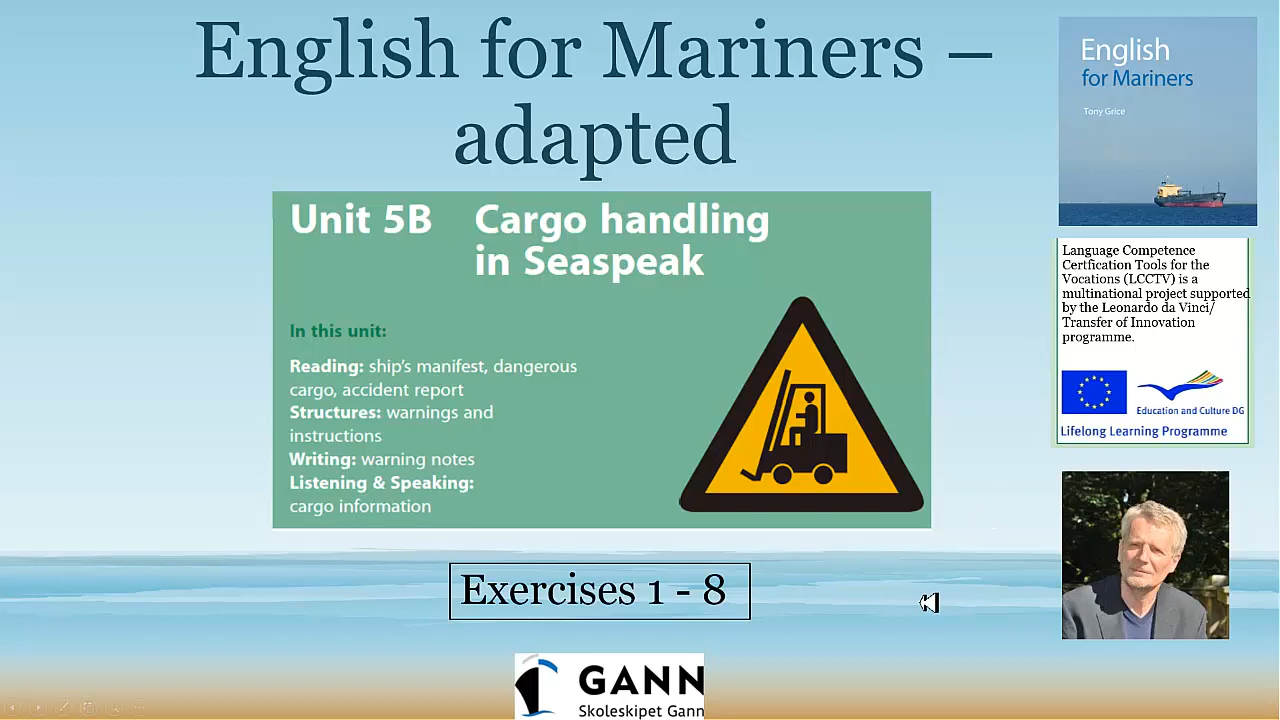 English for Mariners –
adapted
Unit 5B Cargo handling
in Seaspeak
In this unit:
Reading: ship's manifest, dangerous
cargo, accident report
Structures: warnings and
instructions
Writing: warning notes
Listening & Speaking:
cargo information
Exercises 1 - 8
GANN
Skoleskipet Gann
English
for Mariners
Tony Grice
Language Competence
Certfication Tools for the
Vocations (LCCTV) is a
multinational project supported
by the Leonardo da Vinci/
Transfer of Innovation
programme.
Education and Culture DG
Lifelong Learning Programme